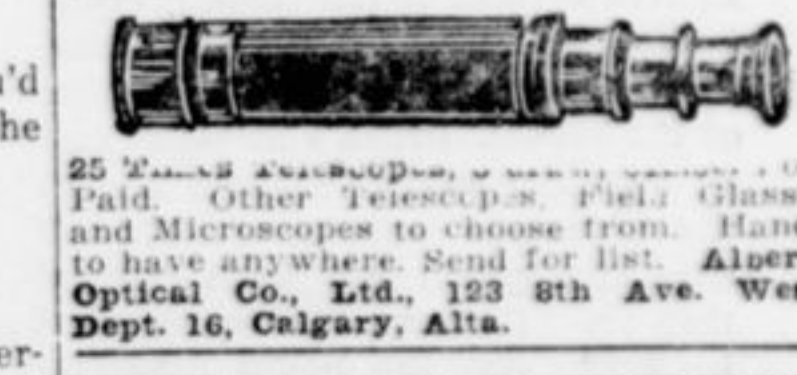 'd
he
25
Paid. Other Telescopes, Field Glass
and Microscopes to choose from. Hand
to have anywhere. Send for list. Alber
Optical Co., Ltd., 123 8th Ave. Wes
Dept. 16, Calgary, Alta.
er-